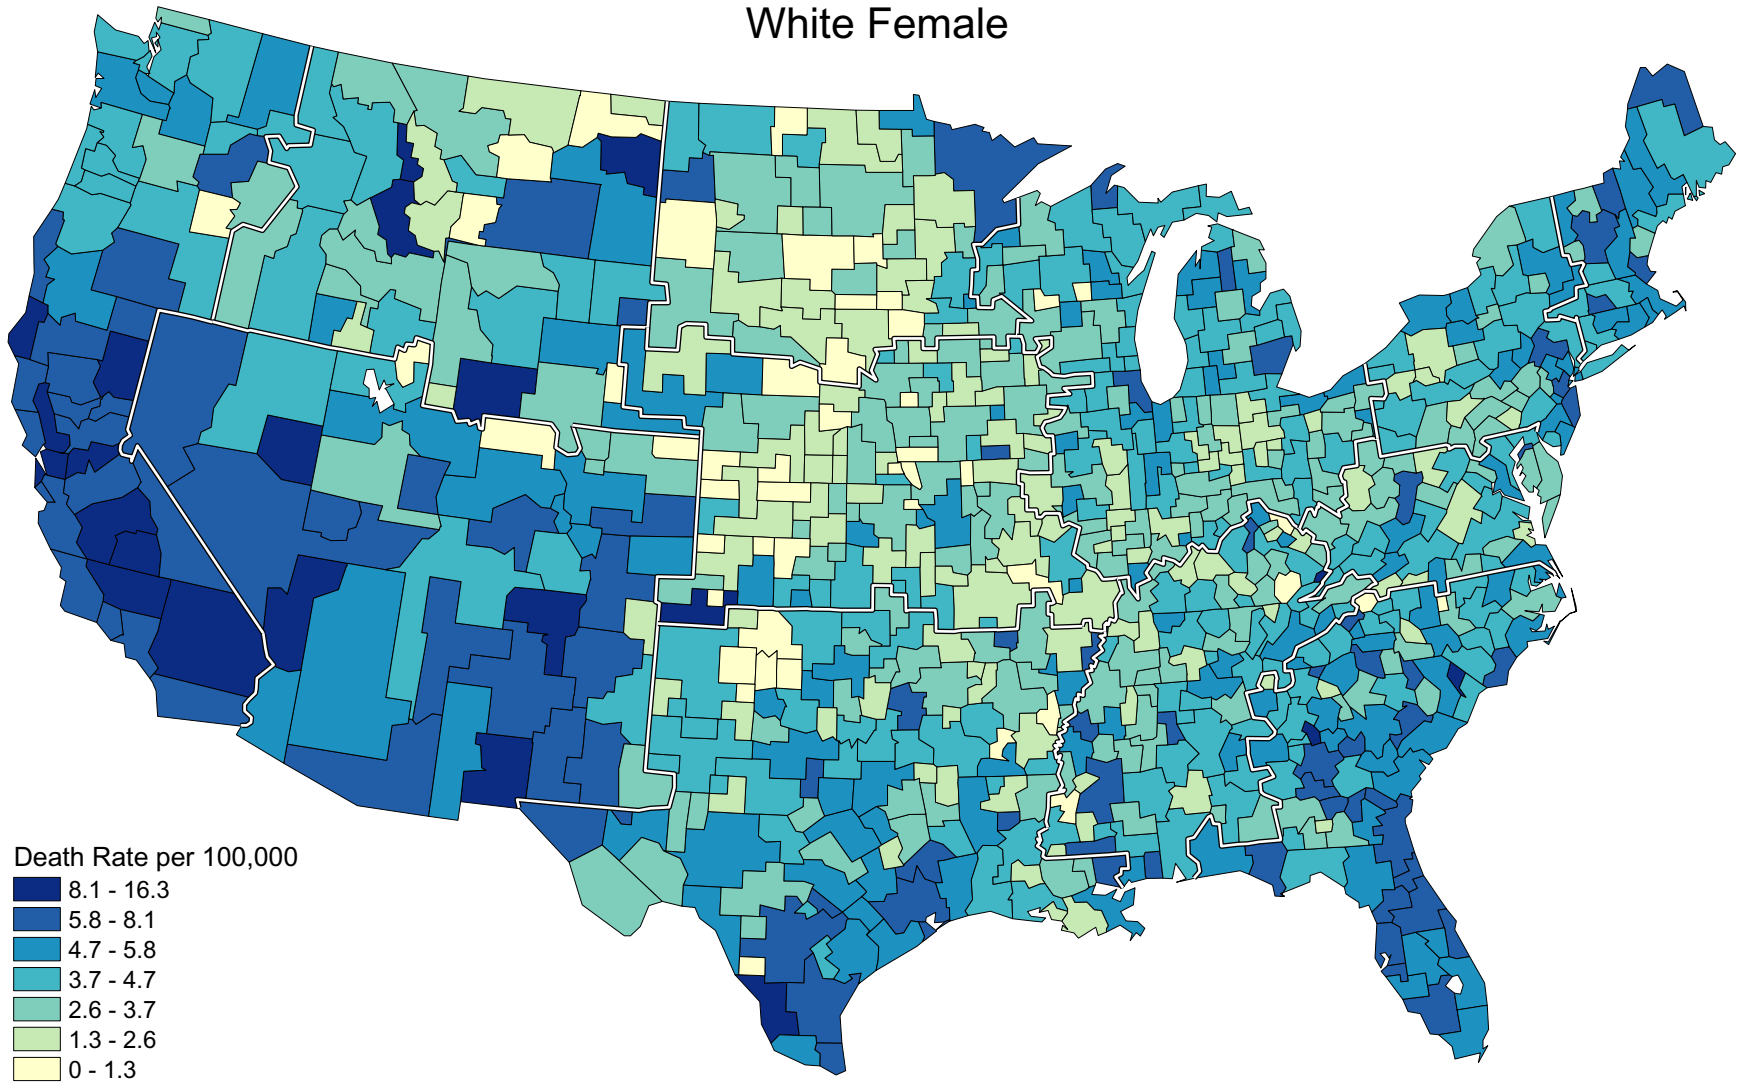 White Female
Death Rate per 100,000
8.1 - 16.3
5.8 - 8.1
4.7 - 5.8
3.7 - 4.7
2.6 - 3.7
1.3 - 2.6
0 - 1.3